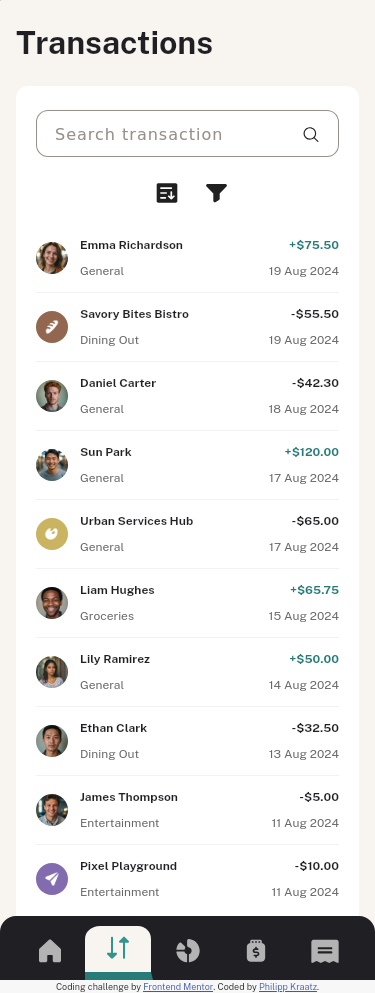 Transactions
Search transaction
Emma Richardson +$75.50
General 19 Aug 2024
Savory Bites Bistro -$55.50
Dining Out 19 Aug 2024
Daniel Carter -$42.30
General 18 Aug 2024
Sun Park +$120.00
General 17 Aug 2024
Urban Services Hub -$65.00
General 17 Aug 2024
Liam Hughes +$65.75
Groceries 15 Aug 2024
Lily Ramirez +$50.00
General 14 Aug 2024
Ethan Clark -$32.50
Dining Out 13 Aug 2024
James Thompson -$5.00
Entertainment 11 Aug 2024
Pixel Playground -$10.00
Entertainment 11 Aug 2024
Coding challenge by Frontend Mentor. Coded by Philipp Kraatz.